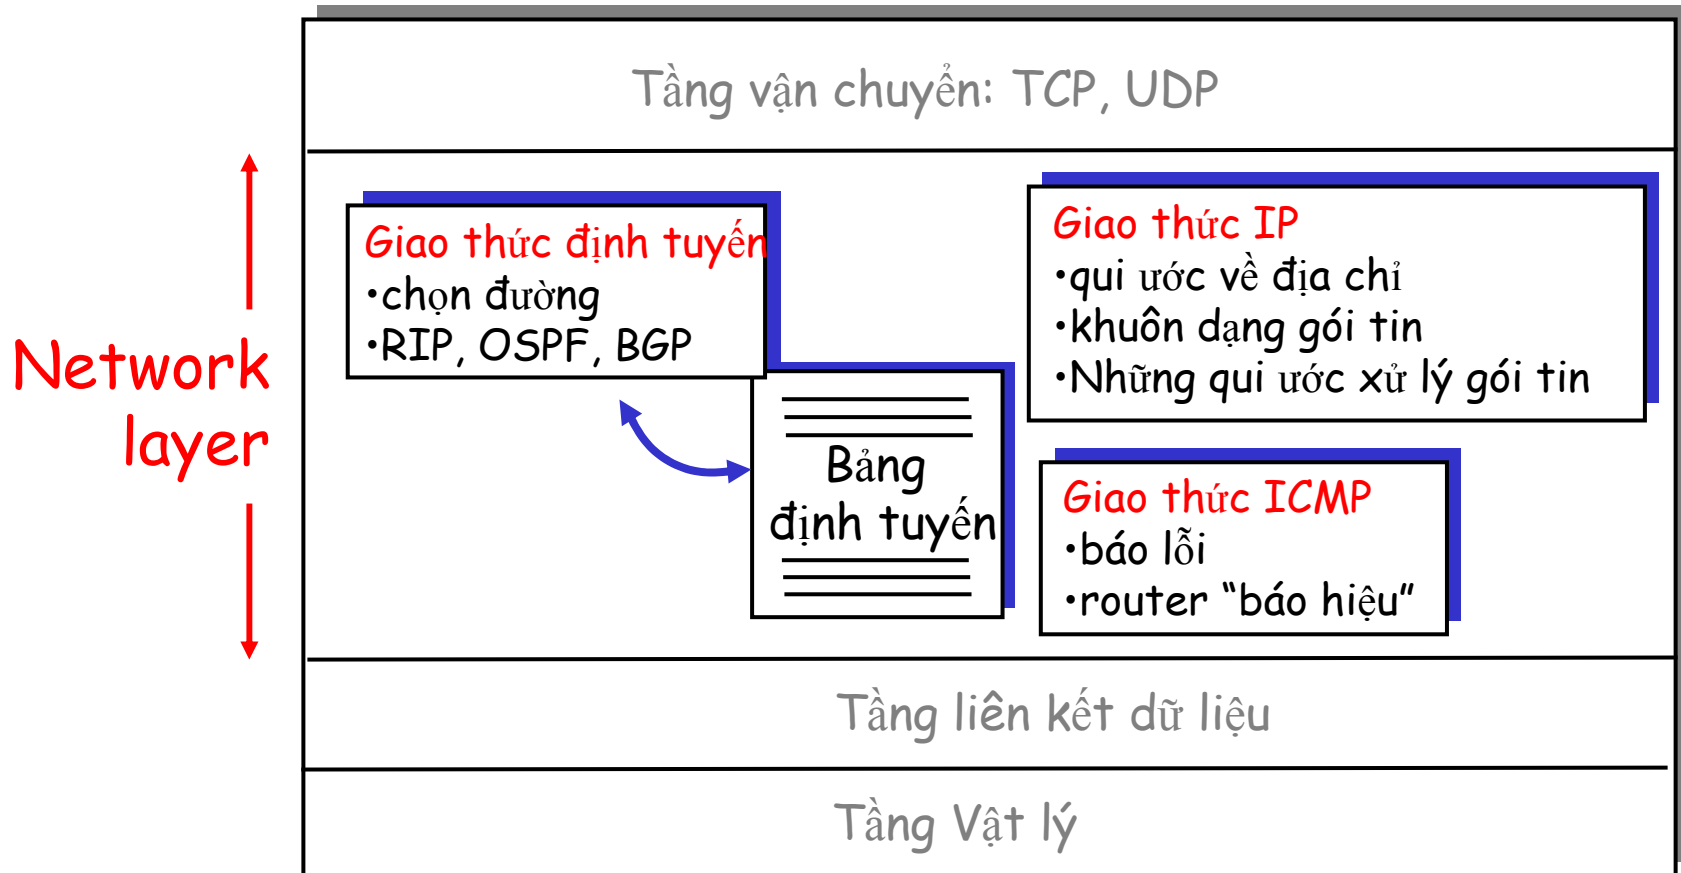 Tầng vận chuyển: TCP, UDP
Network
layer
Giao thức định tuyến
•chọn đường
•RIP, OSPF, BGP
Bảng
định tuyến
Giao thức IP
•qui ước về địa chỉ
•khuôn dạng gói tin
•Những qui ước xử lý gói tin
Giao thức ICMP
•báo lỗi
•router “báo hiệu”
Tầng liên kết dữ liệu
Tầng Vật lý